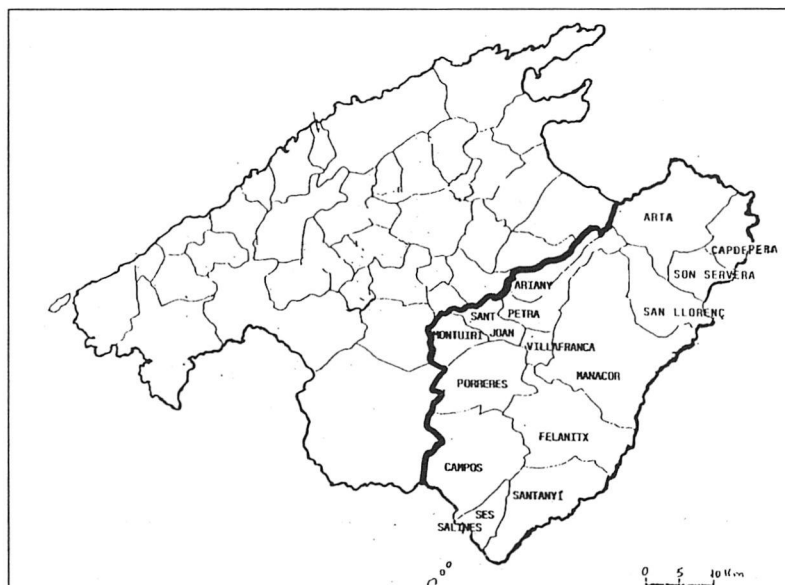 ARTA
CAPDEPERA
SON SERVERA
ARIANY
SAN LLORENÇ
SANT
PETRA
MONTUIRI
JOAN
VILLAFRANCA
MANACOR
PORRERES
FELANITX
CAMPOS
SANTANYÍ
SES
SALINES
0 5 10 Km